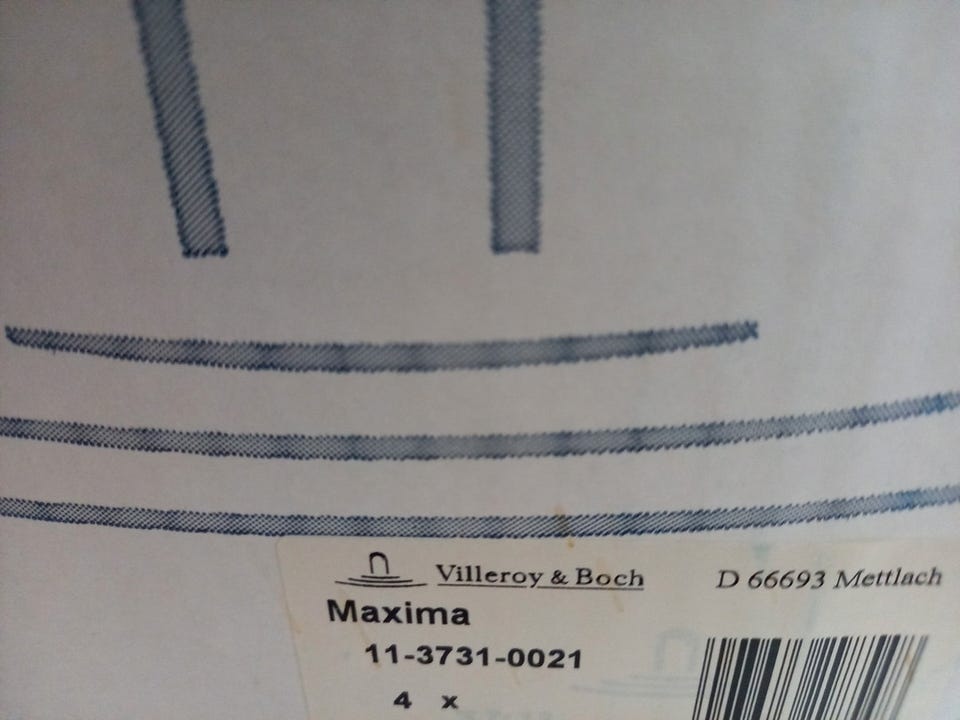 Villeroy & Boch D 66693 Mettlach
Maxima
11-3731-0021
4 x